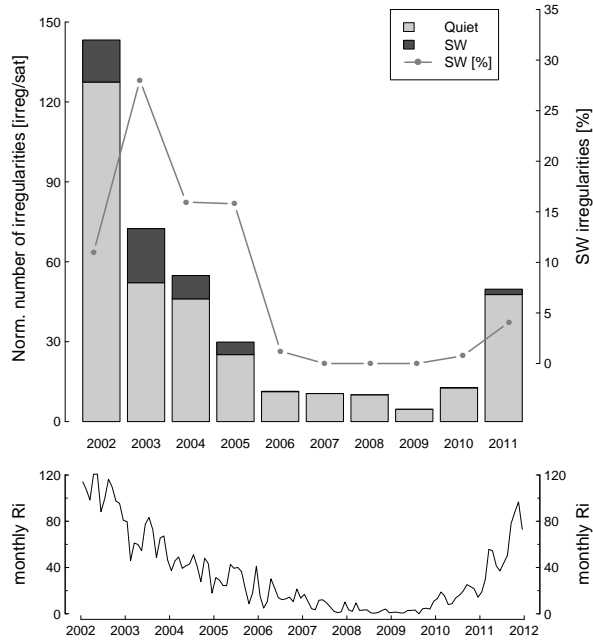 150
120
90
60
30
0
Norm. number of irregularities [irreg/sat]
Quiet
SW
SW [%]
35
30
25
20
15
10
5
0
SW irregularities [%]
2002 2003 2004 2005 2006 2007 2008 2009 2010 2011
120
80
40
0
monthly Ri
120
80
40
0
monthly Ri
2002 2003 2004 2005 2006 2007 2008 2009 2010 2011 2012